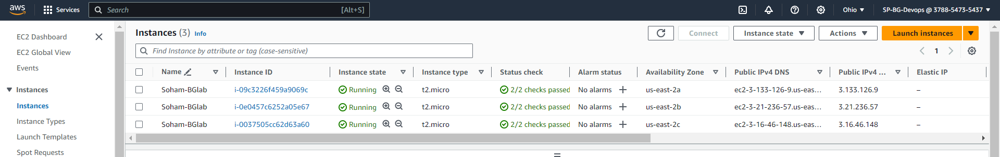 aws Services Search [Alt+S] Ohio SP-BG-Devops @ 3788-5473-5437
EC2 Dashboard
EC2 Global View
Events
Instances
Instances
Instance Types
Launch Templates
Spot Requests
Instances (3) Info Connect Instance state Actions Launch instances
Find Instance by attribute or tag (case-sensitive) 1
Name Instance ID Instance state Instance type Status check Alarm status Availability Zone Public IPv4 DNS Public IPv4 ... Elastic IP
Soham-BGlab i-09c3226f459a9069c Running t2.micro 2/2 checks passed No alarms + us-east-2a ec2-3-133-126-9.us-eas... 3.133.126.9 –
Soham-BGlab i-0e0457c6252a05e67 Running t2.micro 2/2 checks passed No alarms + us-east-2b ec2-3-21-236-57.us-eas... 3.21.236.57 –
Soham-BGlab i-0037505cc62d63a60 Running t2.micro 2/2 checks passed No alarms + us-east-2c ec2-3-16-46-148.us-eas... 3.16.46.148 –